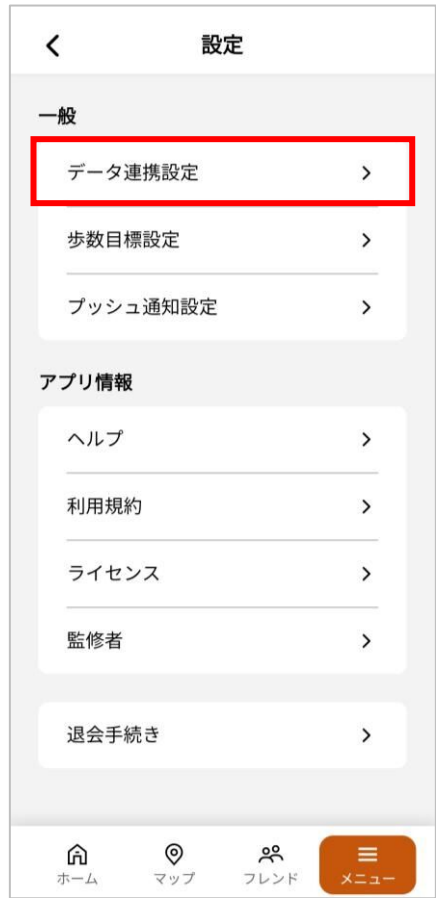 設定
一般
データ連携設定
歩数目標設定
プッシュ通知設定
アプリ情報
ヘルプ
利用規約
ライセンス
監修者
退会手続き
ホーム マップ フレンド メニュー